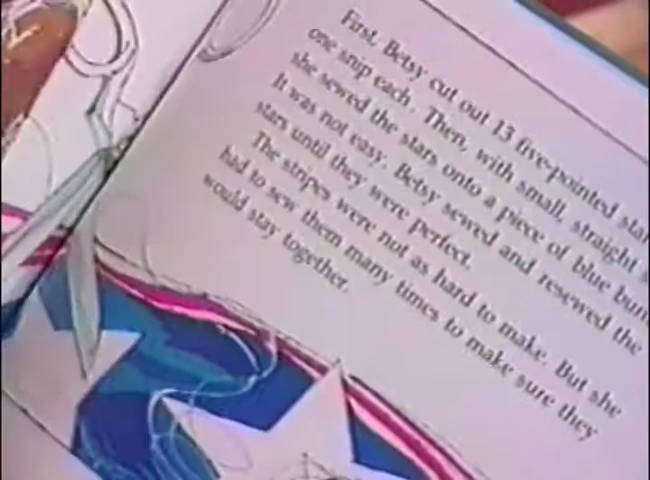 First, Betsy cut out 13 five-pointed
one snip each. Then, with small, straight
she sewed the stars onto a piece of blue
It was not easy. Betsy sewed and resewed the
stars until they were perfect.
The stripes were not as hard to make. But she
had to sew them many times to make sure they
would stay together.